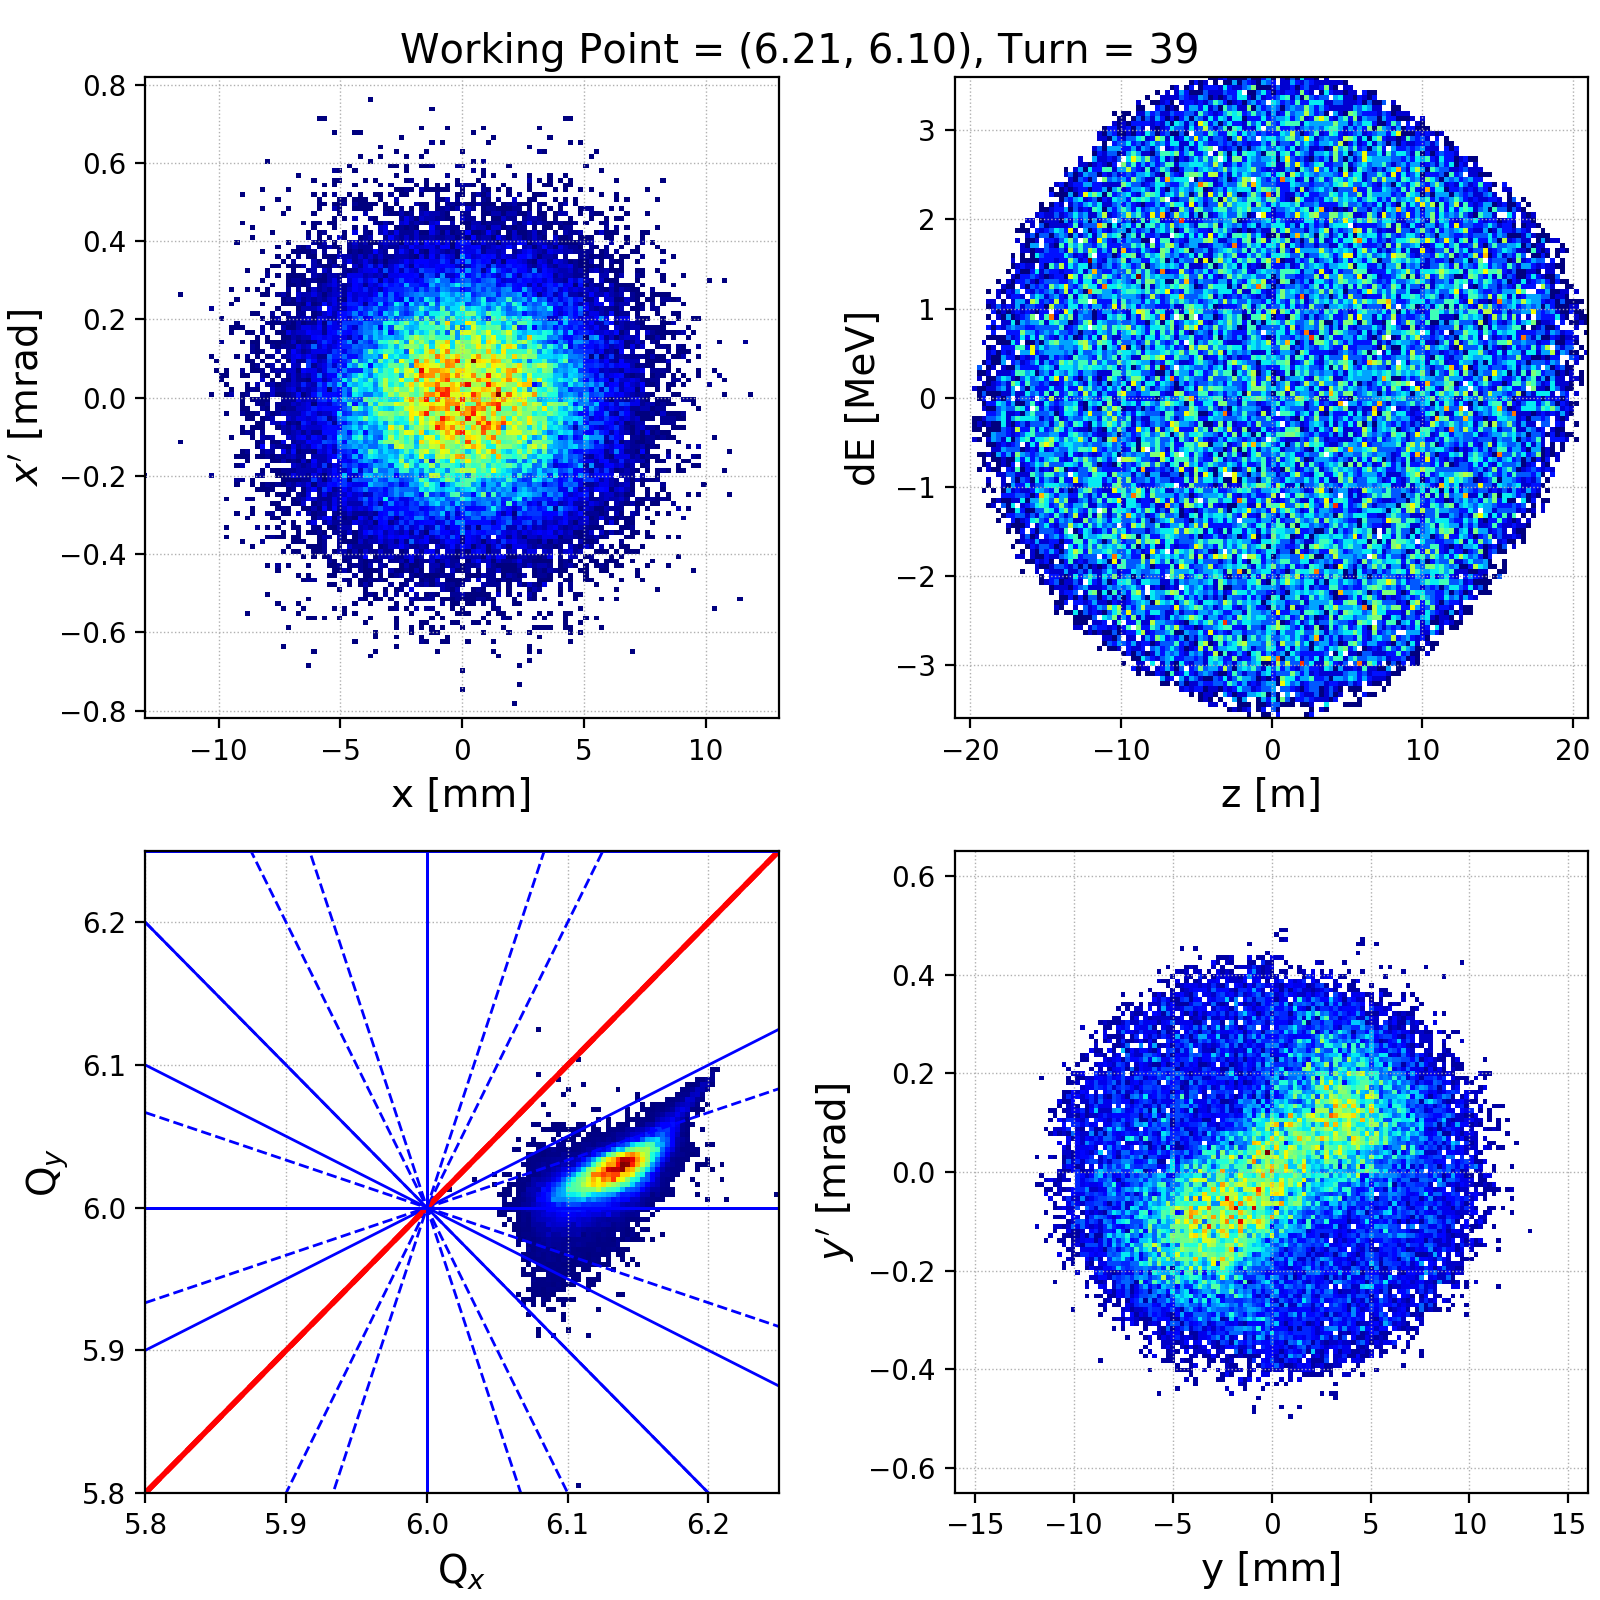 Working Point = (6.21, 6.10), Turn = 39
0.8
0.6
0.4
0.2
0.0
−0.2
−0.4
−0.6
−0.8
x′ [mrad]
−10 −5 0 5 10
x [mm]
3
2
1
0
−1
−2
−3
dE [MeV]
−20 −10 0 10 20
z [m]
6.2
6.1
6.0
5.9
5.8
Qy
5.8 5.9 6.0 6.1 6.2
Qx
0.6
0.4
0.2
0.0
−0.2
−0.4
−0.6
y′ [mrad]
−15 −10 −5 0 5 10 15
y [mm]